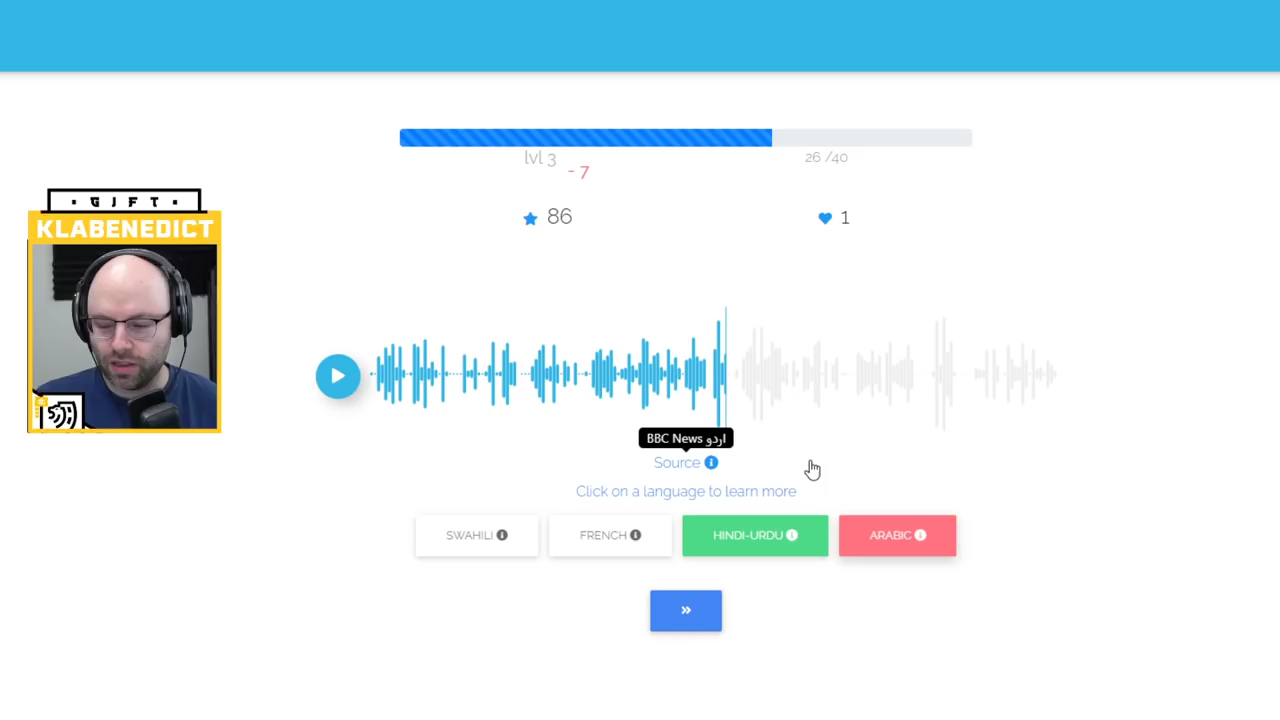 lvl 3
26 /40
- 7
86
1
· G I F T ·
KLABENEDICT
BBC News اردو
Source
Click on a language to learn more
SWAHILI
FRENCH
HINDI-URDU
ARABIC